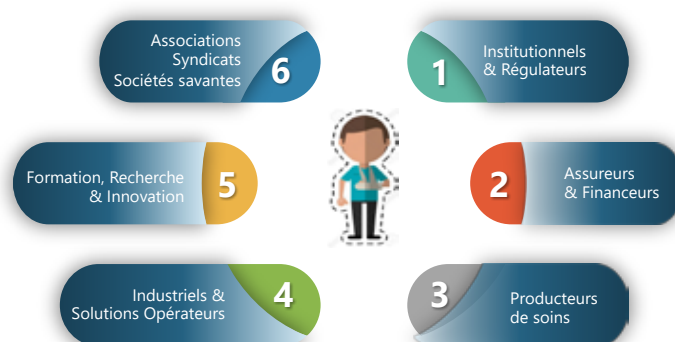 1
Institutionnels
& Régulateurs
2
Assureurs
& Financeurs
3
Producteurs
de soins
4
Industriels &
Solutions Opérateurs
5
Formation, Recherche
& Innovation
6
Associations
Syndicats
Sociétés savantes